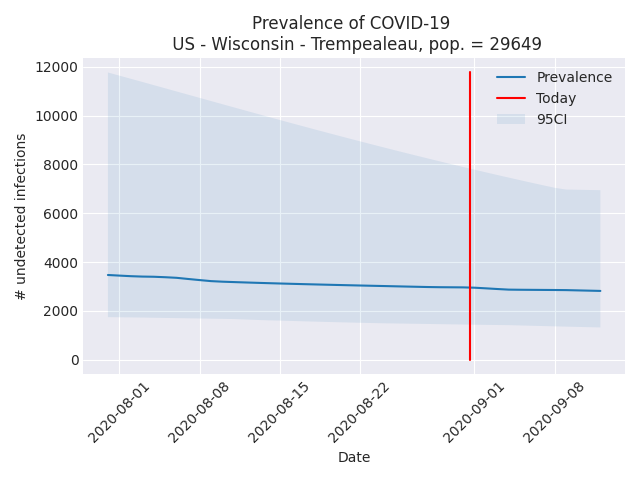 Prevalence of COVID-19
US - Wisconsin - Trempealeau, pop. = 29649
12000
10000
8000
6000
4000
2000
0
# undetected infections
Prevalence
Today
95CI
2020-08-01
2020-08-08
2020-08-15
2020-08-22
2020-09-01
2020-09-08
Date